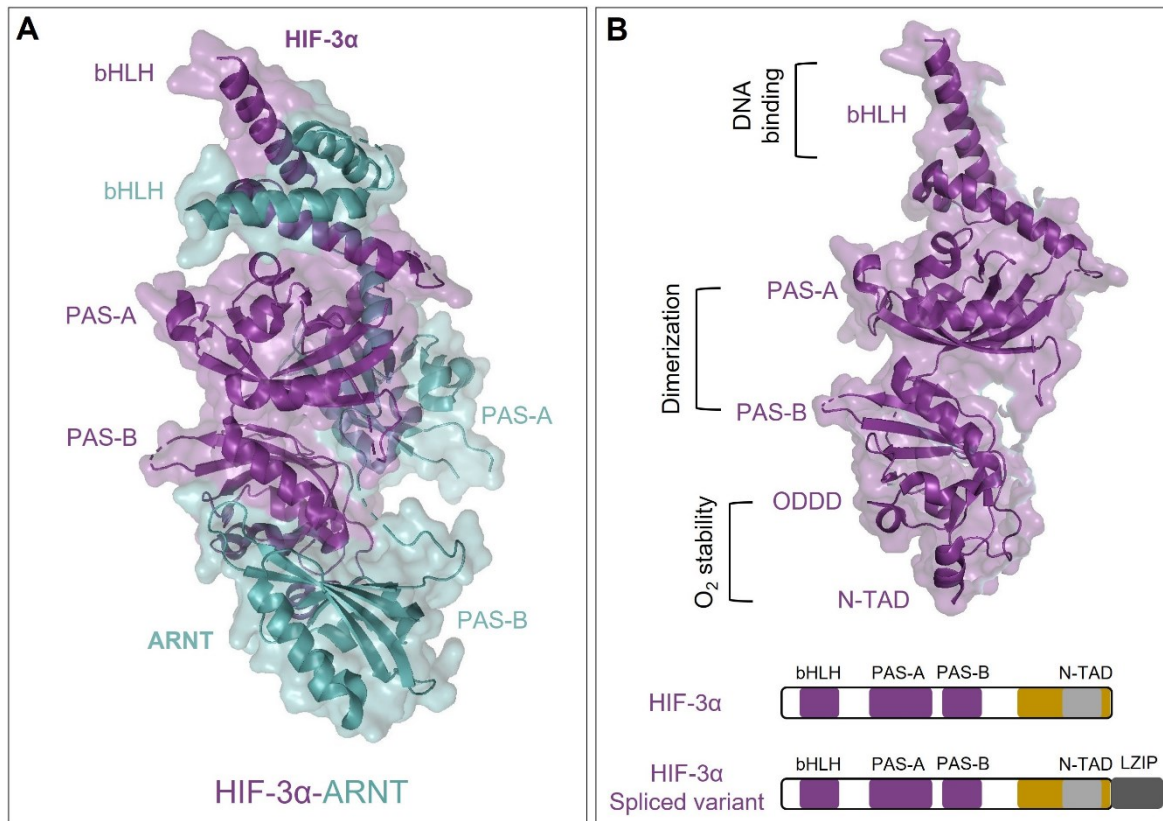 A
HIF-3α
bHLH
bHLH
PAS-A
PAS-B
PAS-A
PAS-B
ARNT
HIF-3α-ARNT
B
DNA
binding
bHLH
Dimerization
PAS-A
PAS-B
O₂ stability
ODDD
N-TAD
bHLH PAS-A PAS-B N-TAD
HIF-3α
bHLH PAS-A PAS-B N-TAD LZIP
HIF-3α
Spliced variant